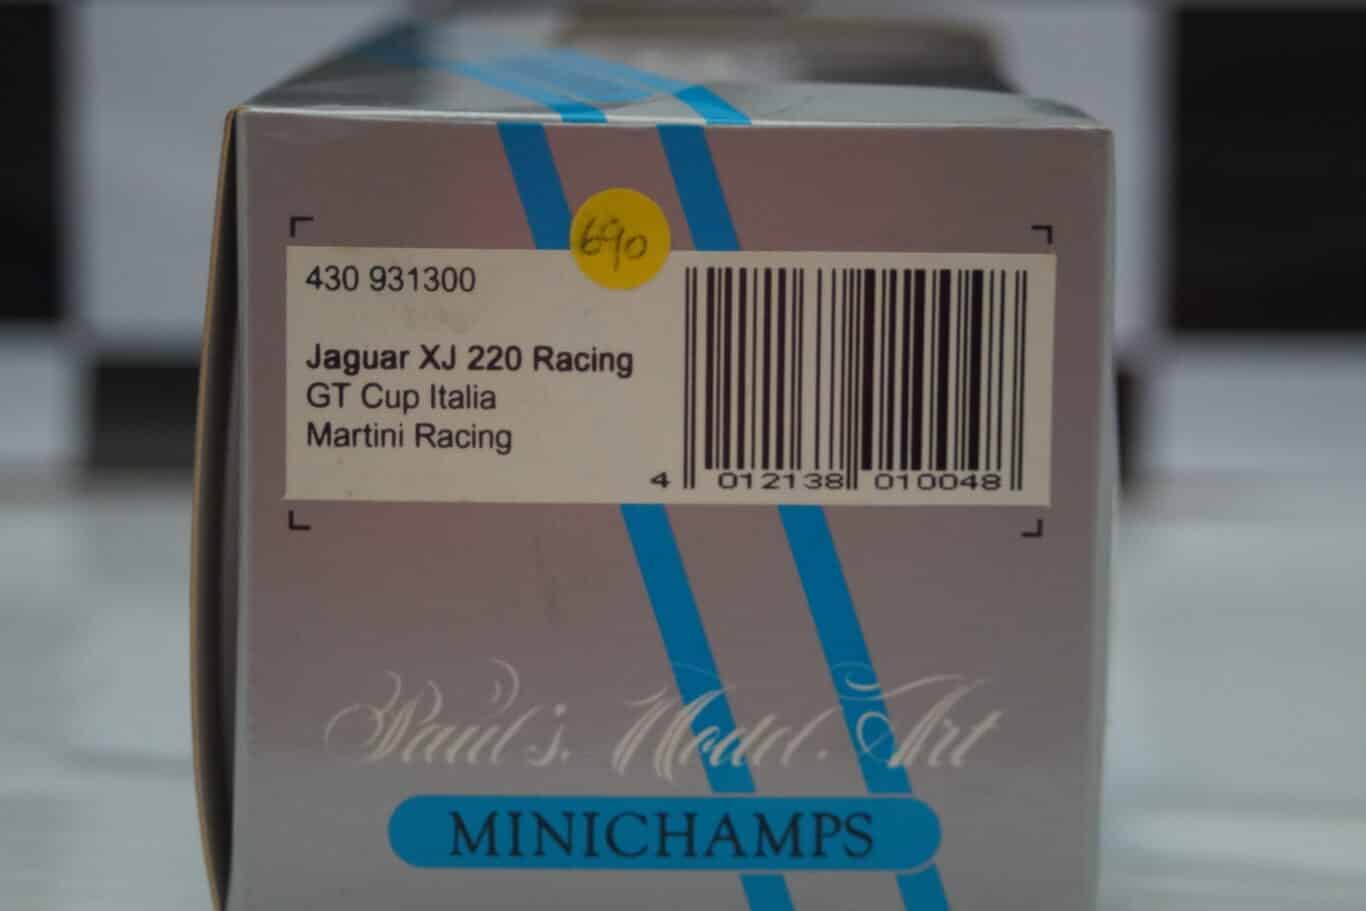 690
430 931300
Jaguar XJ 220 Racing
GT Cup Italia
Martini Racing
4 012138 010048
Paul's Model Art
MINICHAMPS